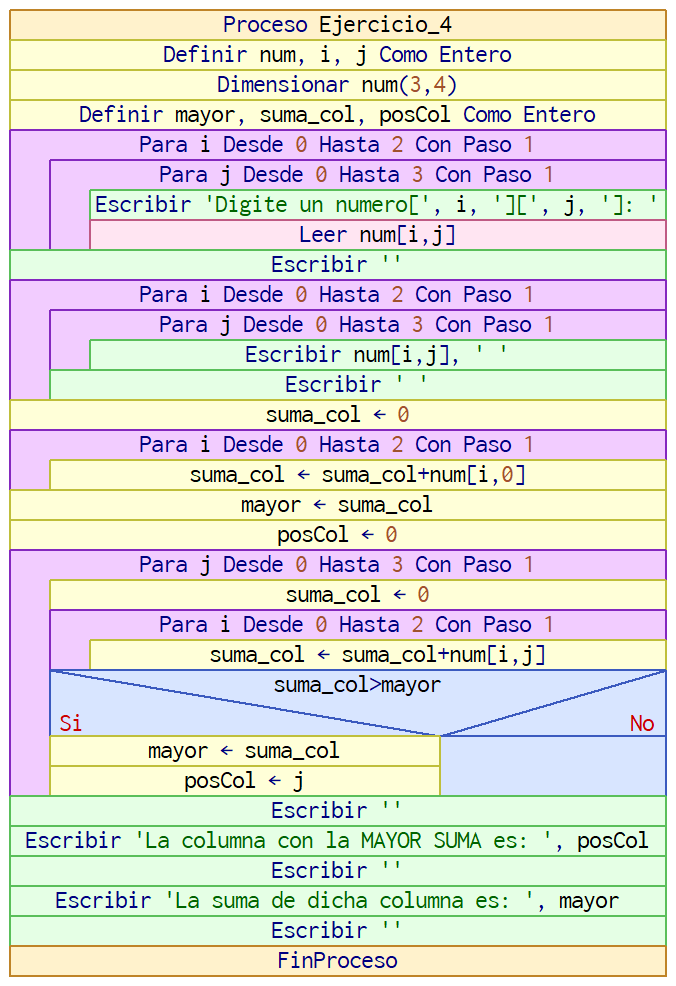 Proceso Ejercicio_4
Definir num, i, j Como Entero
Dimensionar num(3,4)
Definir mayor, suma_col, posCol Como Entero
Para i Desde 0 Hasta 2 Con Paso 1
Para j Desde 0 Hasta 3 Con Paso 1
Escribir 'Digite un numero[', i, '][', j, ']: '
Leer num[i,j]
Escribir ''
Para i Desde 0 Hasta 2 Con Paso 1
Para j Desde 0 Hasta 3 Con Paso 1
Escribir num[i,j], ' '
Escribir ' '
suma_col ← 0
Para i Desde 0 Hasta 2 Con Paso 1
suma_col ← suma_col+num[i,0]
mayor ← suma_col
posCol ← 0
Para j Desde 0 Hasta 3 Con Paso 1
suma_col ← 0
Para i Desde 0 Hasta 2 Con Paso 1
suma_col ← suma_col+num[i,j]
suma_col>mayor
Si No
mayor ← suma_col
posCol ← j
Escribir ''
Escribir 'La columna con la MAYOR SUMA es: ', posCol
Escribir ''
Escribir 'La suma de dicha columna es: ', mayor
Escribir ''
FinProceso